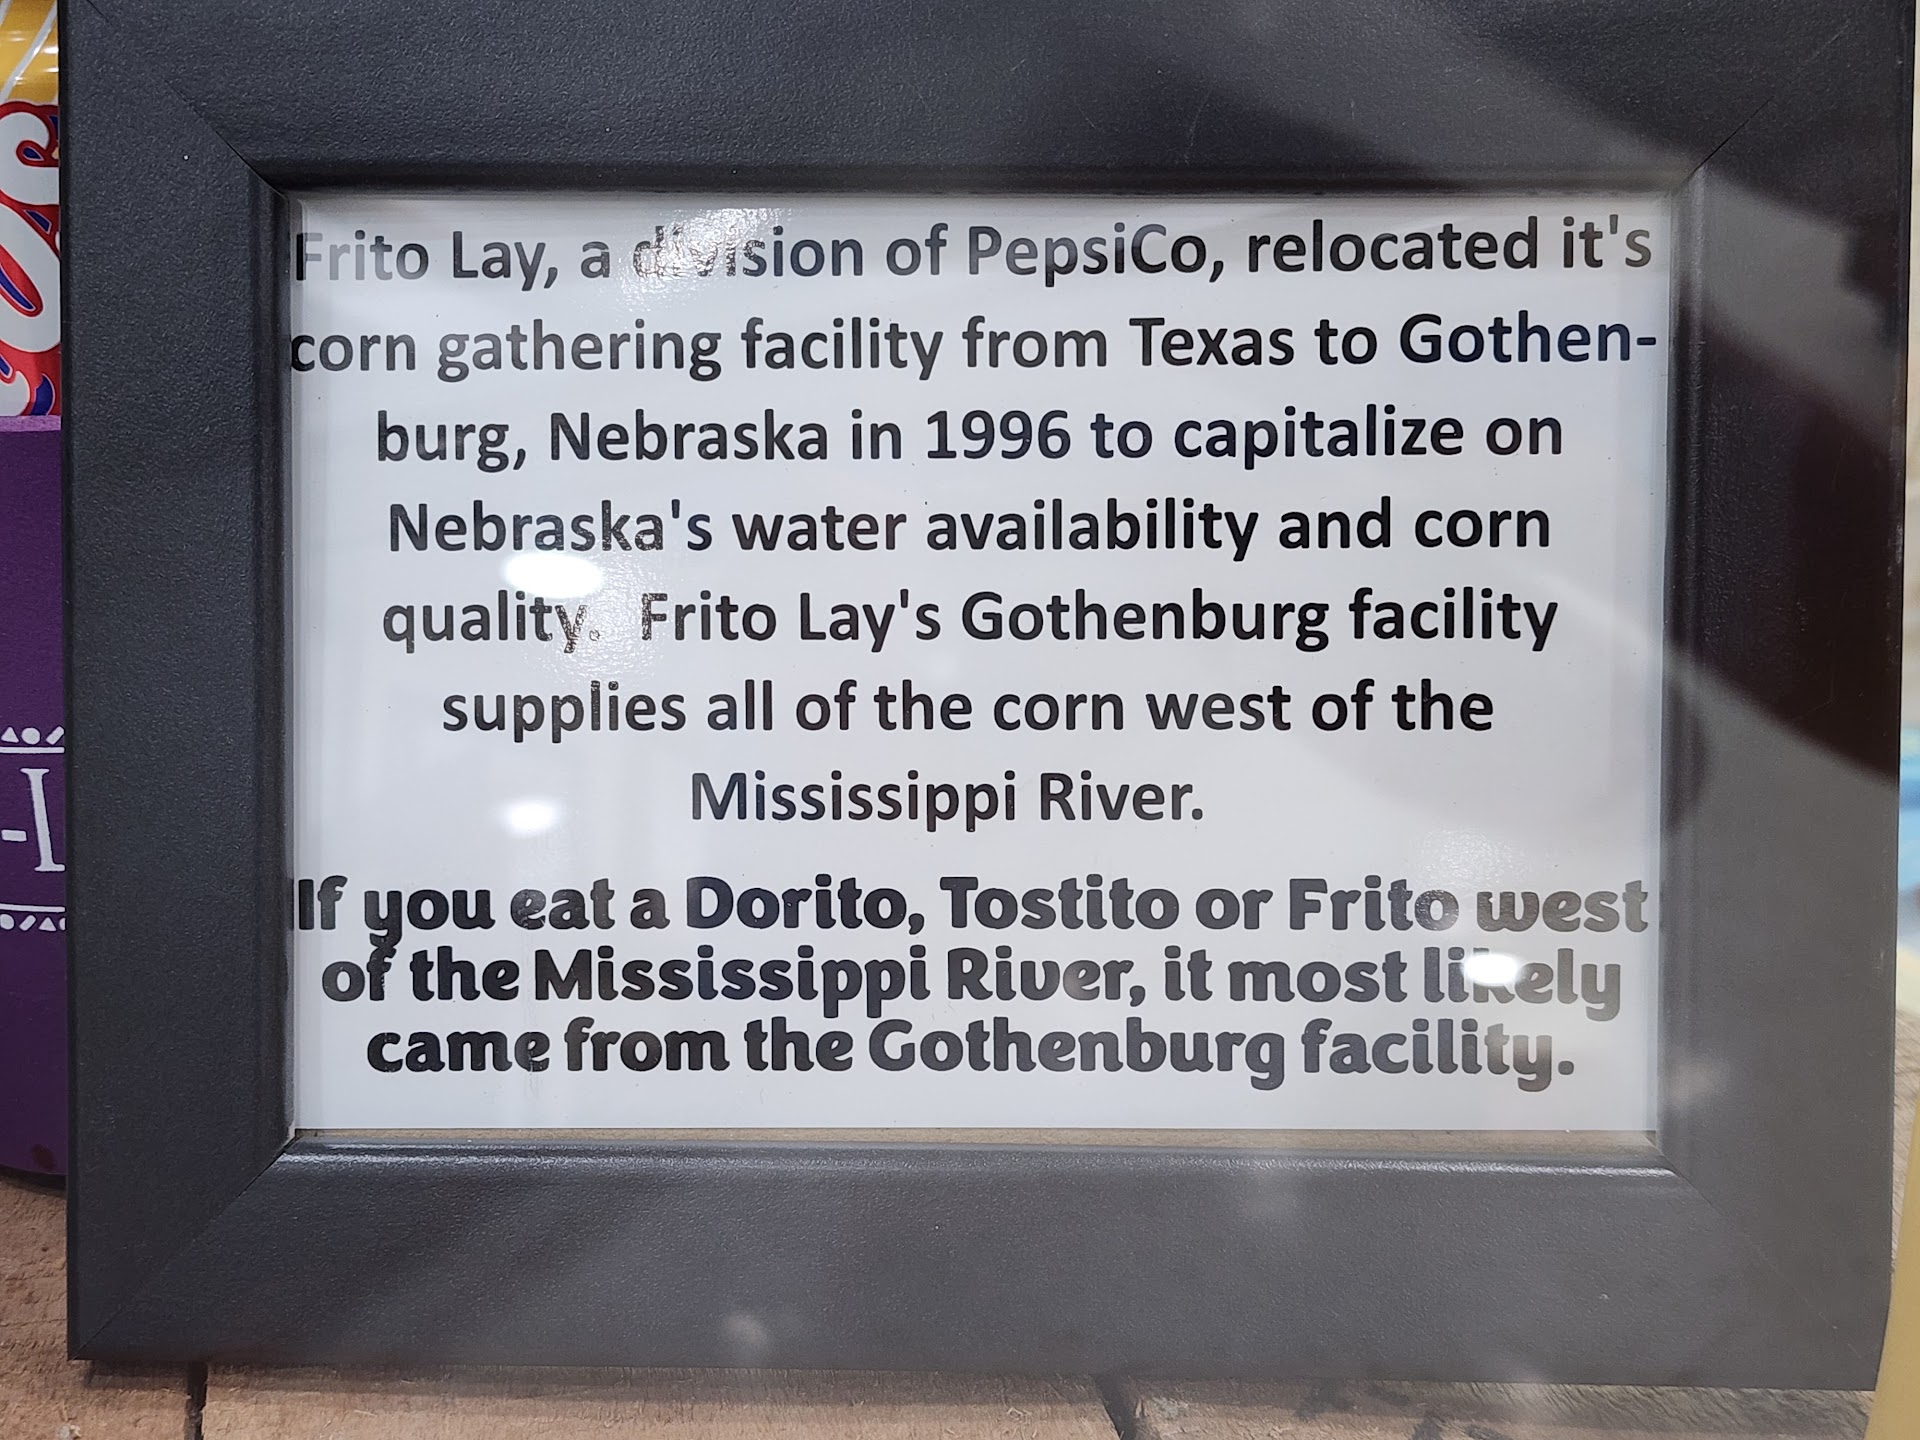 Frito Lay, a division of PepsiCo, relocated it's
corn gathering facility from Texas to Gothen-
burg, Nebraska in 1996 to capitalize on
Nebraska's water availability and corn
quality. Frito Lay's Gothenburg facility
supplies all of the corn west of the
Mississippi River.
If you eat a Dorito, Tostito or Frito west
of the Mississippi River, it most likely
came from the Gothenburg facility.